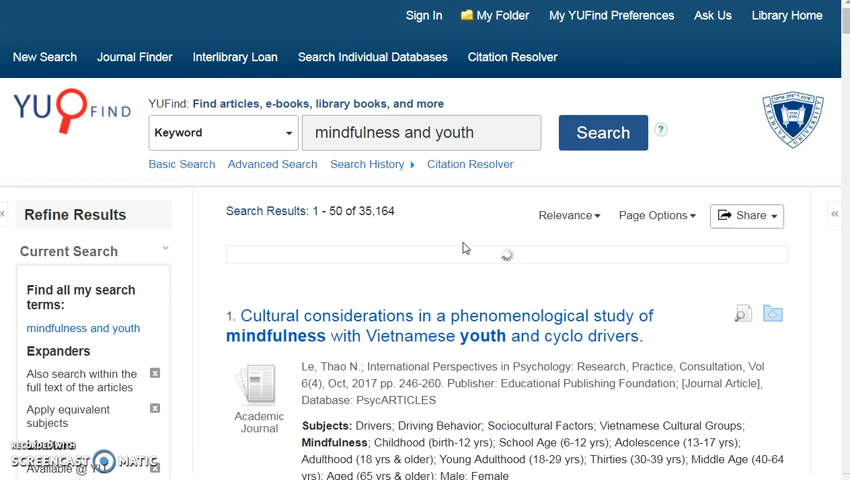 Sign In My Folder My YUFind Preferences Ask Us Library Home
New Search Journal Finder Interlibrary Loan Search Individual Databases Citation Resolver
YU FIND
YUFind: Find articles, e-books, library books, and more
Keyword mindfulness and youth Search ?
Basic Search Advanced Search Search History Citation Resolver
YESHIVA UNIVERSITY
Refine Results
Search Results: 1 - 50 of 35,164
Relevance Page Options Share
Current Search
Find all my search
terms:
mindfulness and youth
Expanders
Also search within the
full text of the articles
Apply equivalent
subjects
Available @ YU
1. Cultural considerations in a phenomenological study of
mindfulness with Vietnamese youth and cyclo drivers.
Academic
Journal
Le, Thao N.; International Perspectives in Psychology: Research, Practice, Consultation, Vol
6(4), Oct, 2017 pp. 246-260. Publisher: Educational Publishing Foundation; [Journal Article],
Database: PsycARTICLES
Subjects: Drivers; Driving Behavior; Sociocultural Factors; Vietnamese Cultural Groups;
Mindfulness; Childhood (birth-12 yrs); School Age (6-12 yrs); Adolescence (13-17 yrs);
Adulthood (18 yrs & older); Young Adulthood (18-29 yrs); Thirties (30-39 yrs); Middle Age (40-64
yrs); Aged (65 yrs & older); Male; Female
RECORDED WITH
SCREENCAST MATIC